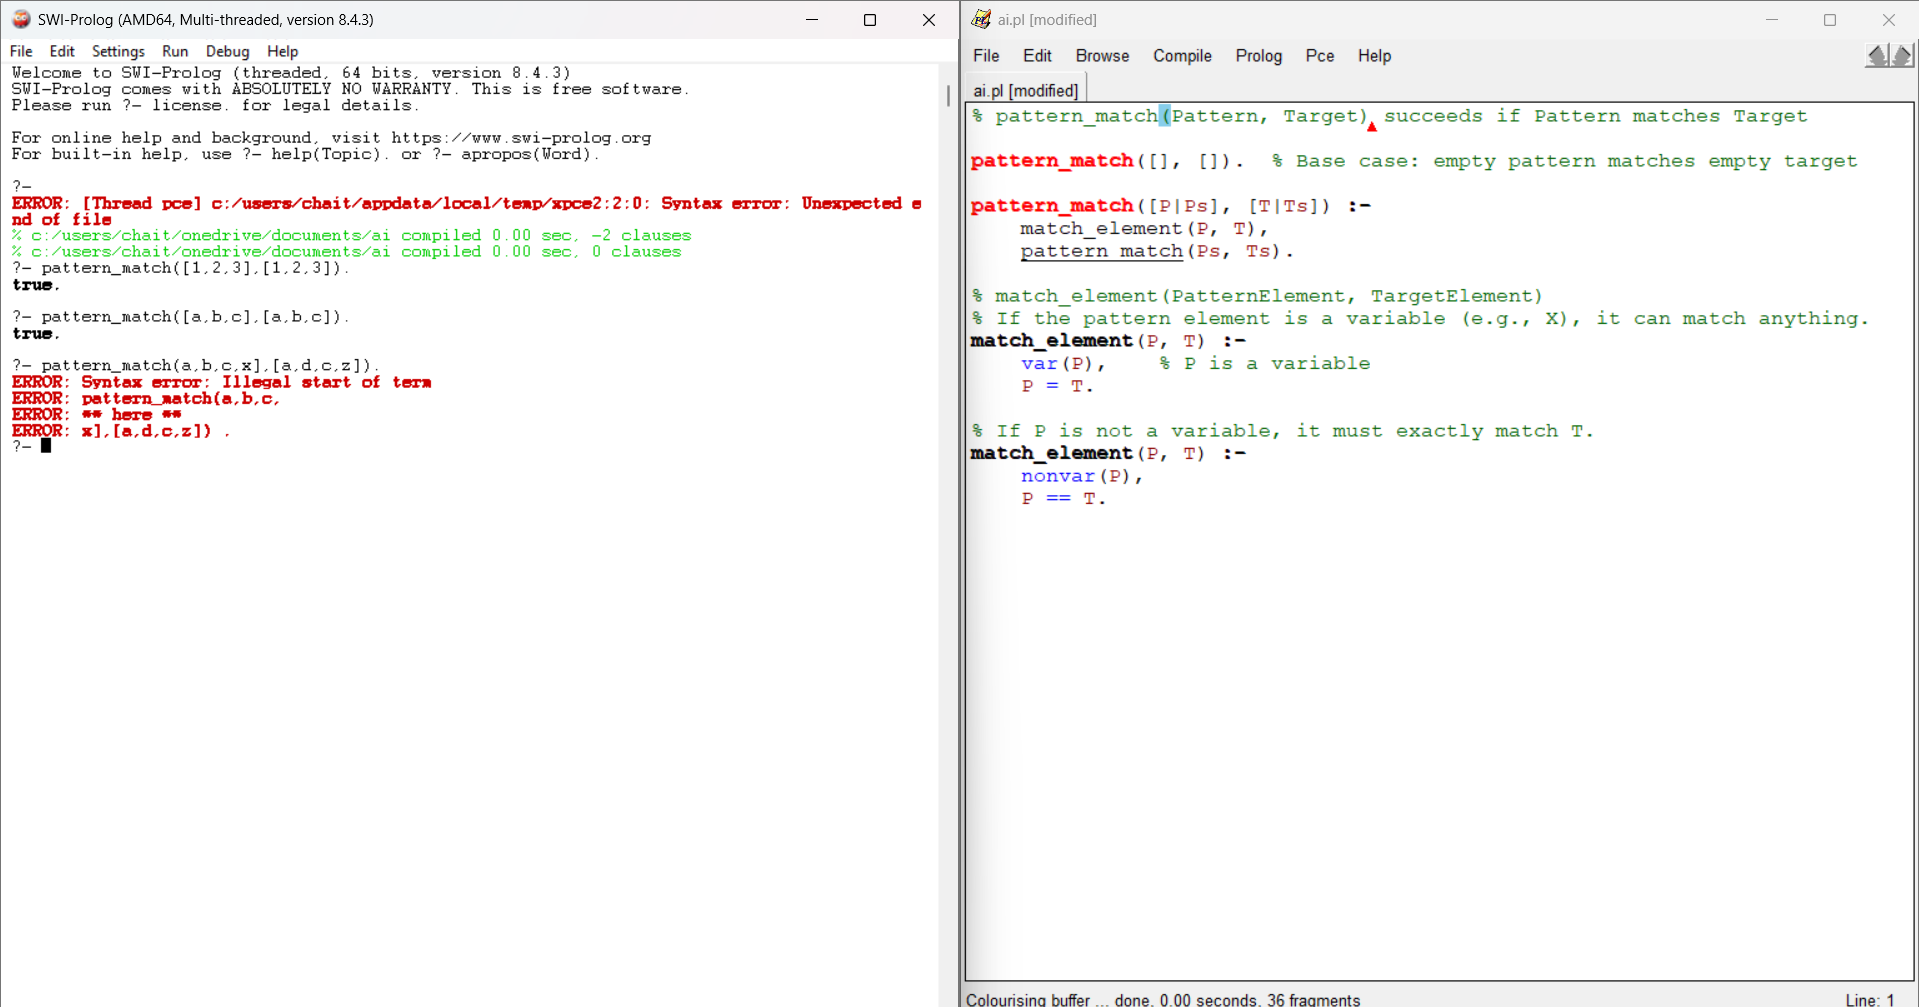 SWI-Prolog (AMD64, Multi-threaded, version 8.4.3)
File Edit Settings Run Debug Help
Welcome to SWI-Prolog (threaded, 64 bits, version 8.4.3)
SWI-Prolog comes with ABSOLUTELY NO WARRANTY. This is free software.
Please run ?- license. for legal details.
For online help and background, visit https://www.swi-prolog.org
For built-in help, use ?- help(Topic). or ?- apropos(Word).
?-
ERROR: [Thread pce] c:/users/chait/appdata/local/temp/xpce2:2:0: Syntax error: Unexpected e
nd of file
% c:/users/chait/onedrive/documents/ai compiled 0.00 sec, -2 clauses
% c:/users/chait/onedrive/documents/ai compiled 0.00 sec, 0 clauses
?- pattern_match([1,2,3],[1,2,3]).
true.
?- pattern_match([a,b,c],[a,b,c]).
true.
?- pattern_match(a,b,c,x],[a,d,c,z]).
ERROR: Syntax error: Illegal start of term
ERROR: pattern_match(a,b,c,
ERROR: ** here **
ERROR: x],[a,d,c,z]) .
?-
ai.pl [modified]
File Edit Browse Compile Prolog Pce Help
ai.pl [modified]
% pattern_match(Pattern, Target) succeeds if Pattern matches Target
pattern_match([], []). % Base case: empty pattern matches empty target
pattern_match([P|Ps], [T|Ts]) :-
match_element(P, T),
pattern_match(Ps, Ts).
% match_element(PatternElement, TargetElement)
% If the pattern element is a variable (e.g., X), it can match anything.
match_element(P, T) :-
var(P), % P is a variable
P = T.
% If P is not a variable, it must exactly match T.
match_element(P, T) :-
nonvar(P),
P == T.
Colourising buffer ... done, 0.00 seconds, 36 fragments
Line: 1